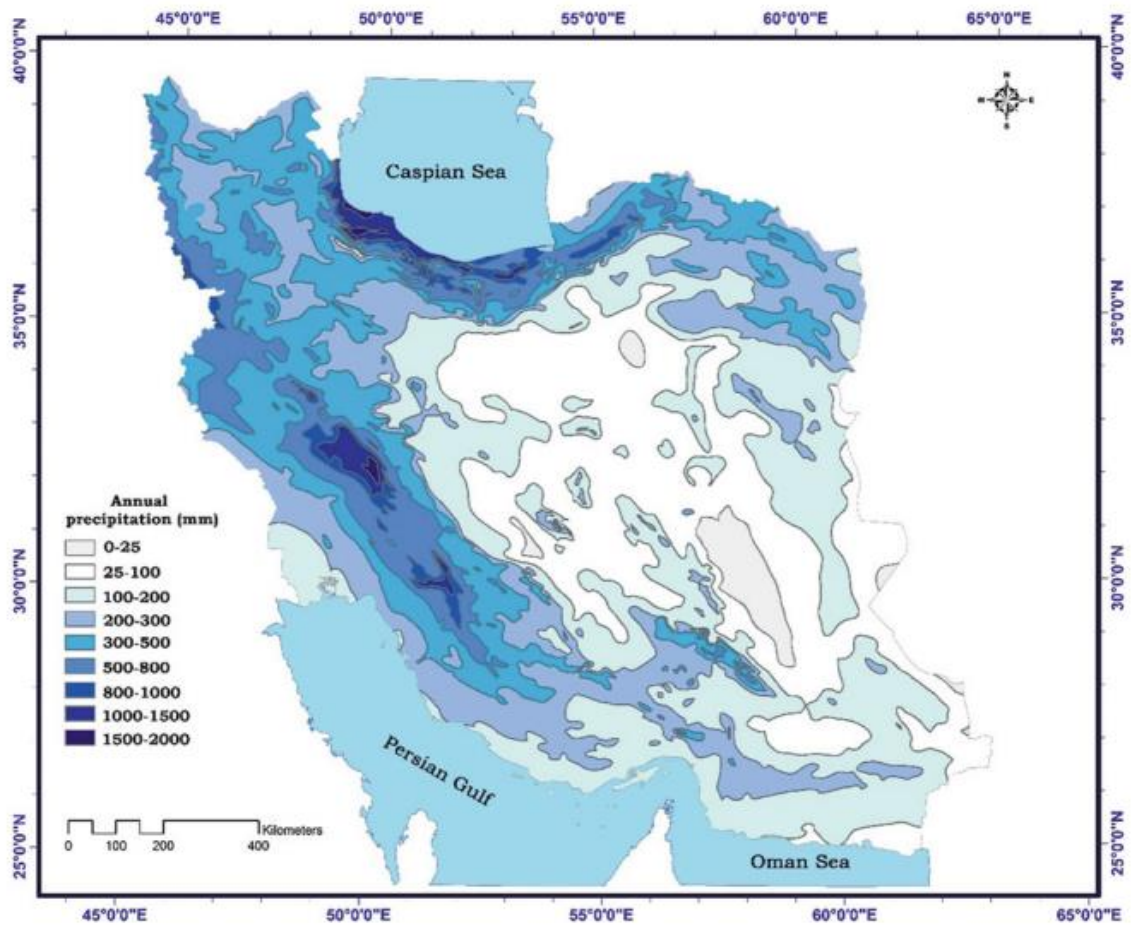 45°0'0"E 50°0'0"E 55°0'0"E 60°0'0"E 65°0'0"E
40°0'0"N
40°0'0"N
N
E
S
Caspian Sea
35°0'0"N
35°0'0"N
Annual
precipitation (mm)
0-25
25-100
100-200
200-300
300-500
500-800
800-1000
1000-1500
1500-2000
30°0'0"N
30°0'0"N
Persian Gulf
Kilometers
0 100 200 400
Oman Sea
25°0'0"N
25°0'0"N
45°0'0"E 50°0'0"E 55°0'0"E 60°0'0"E 65°0'0"E